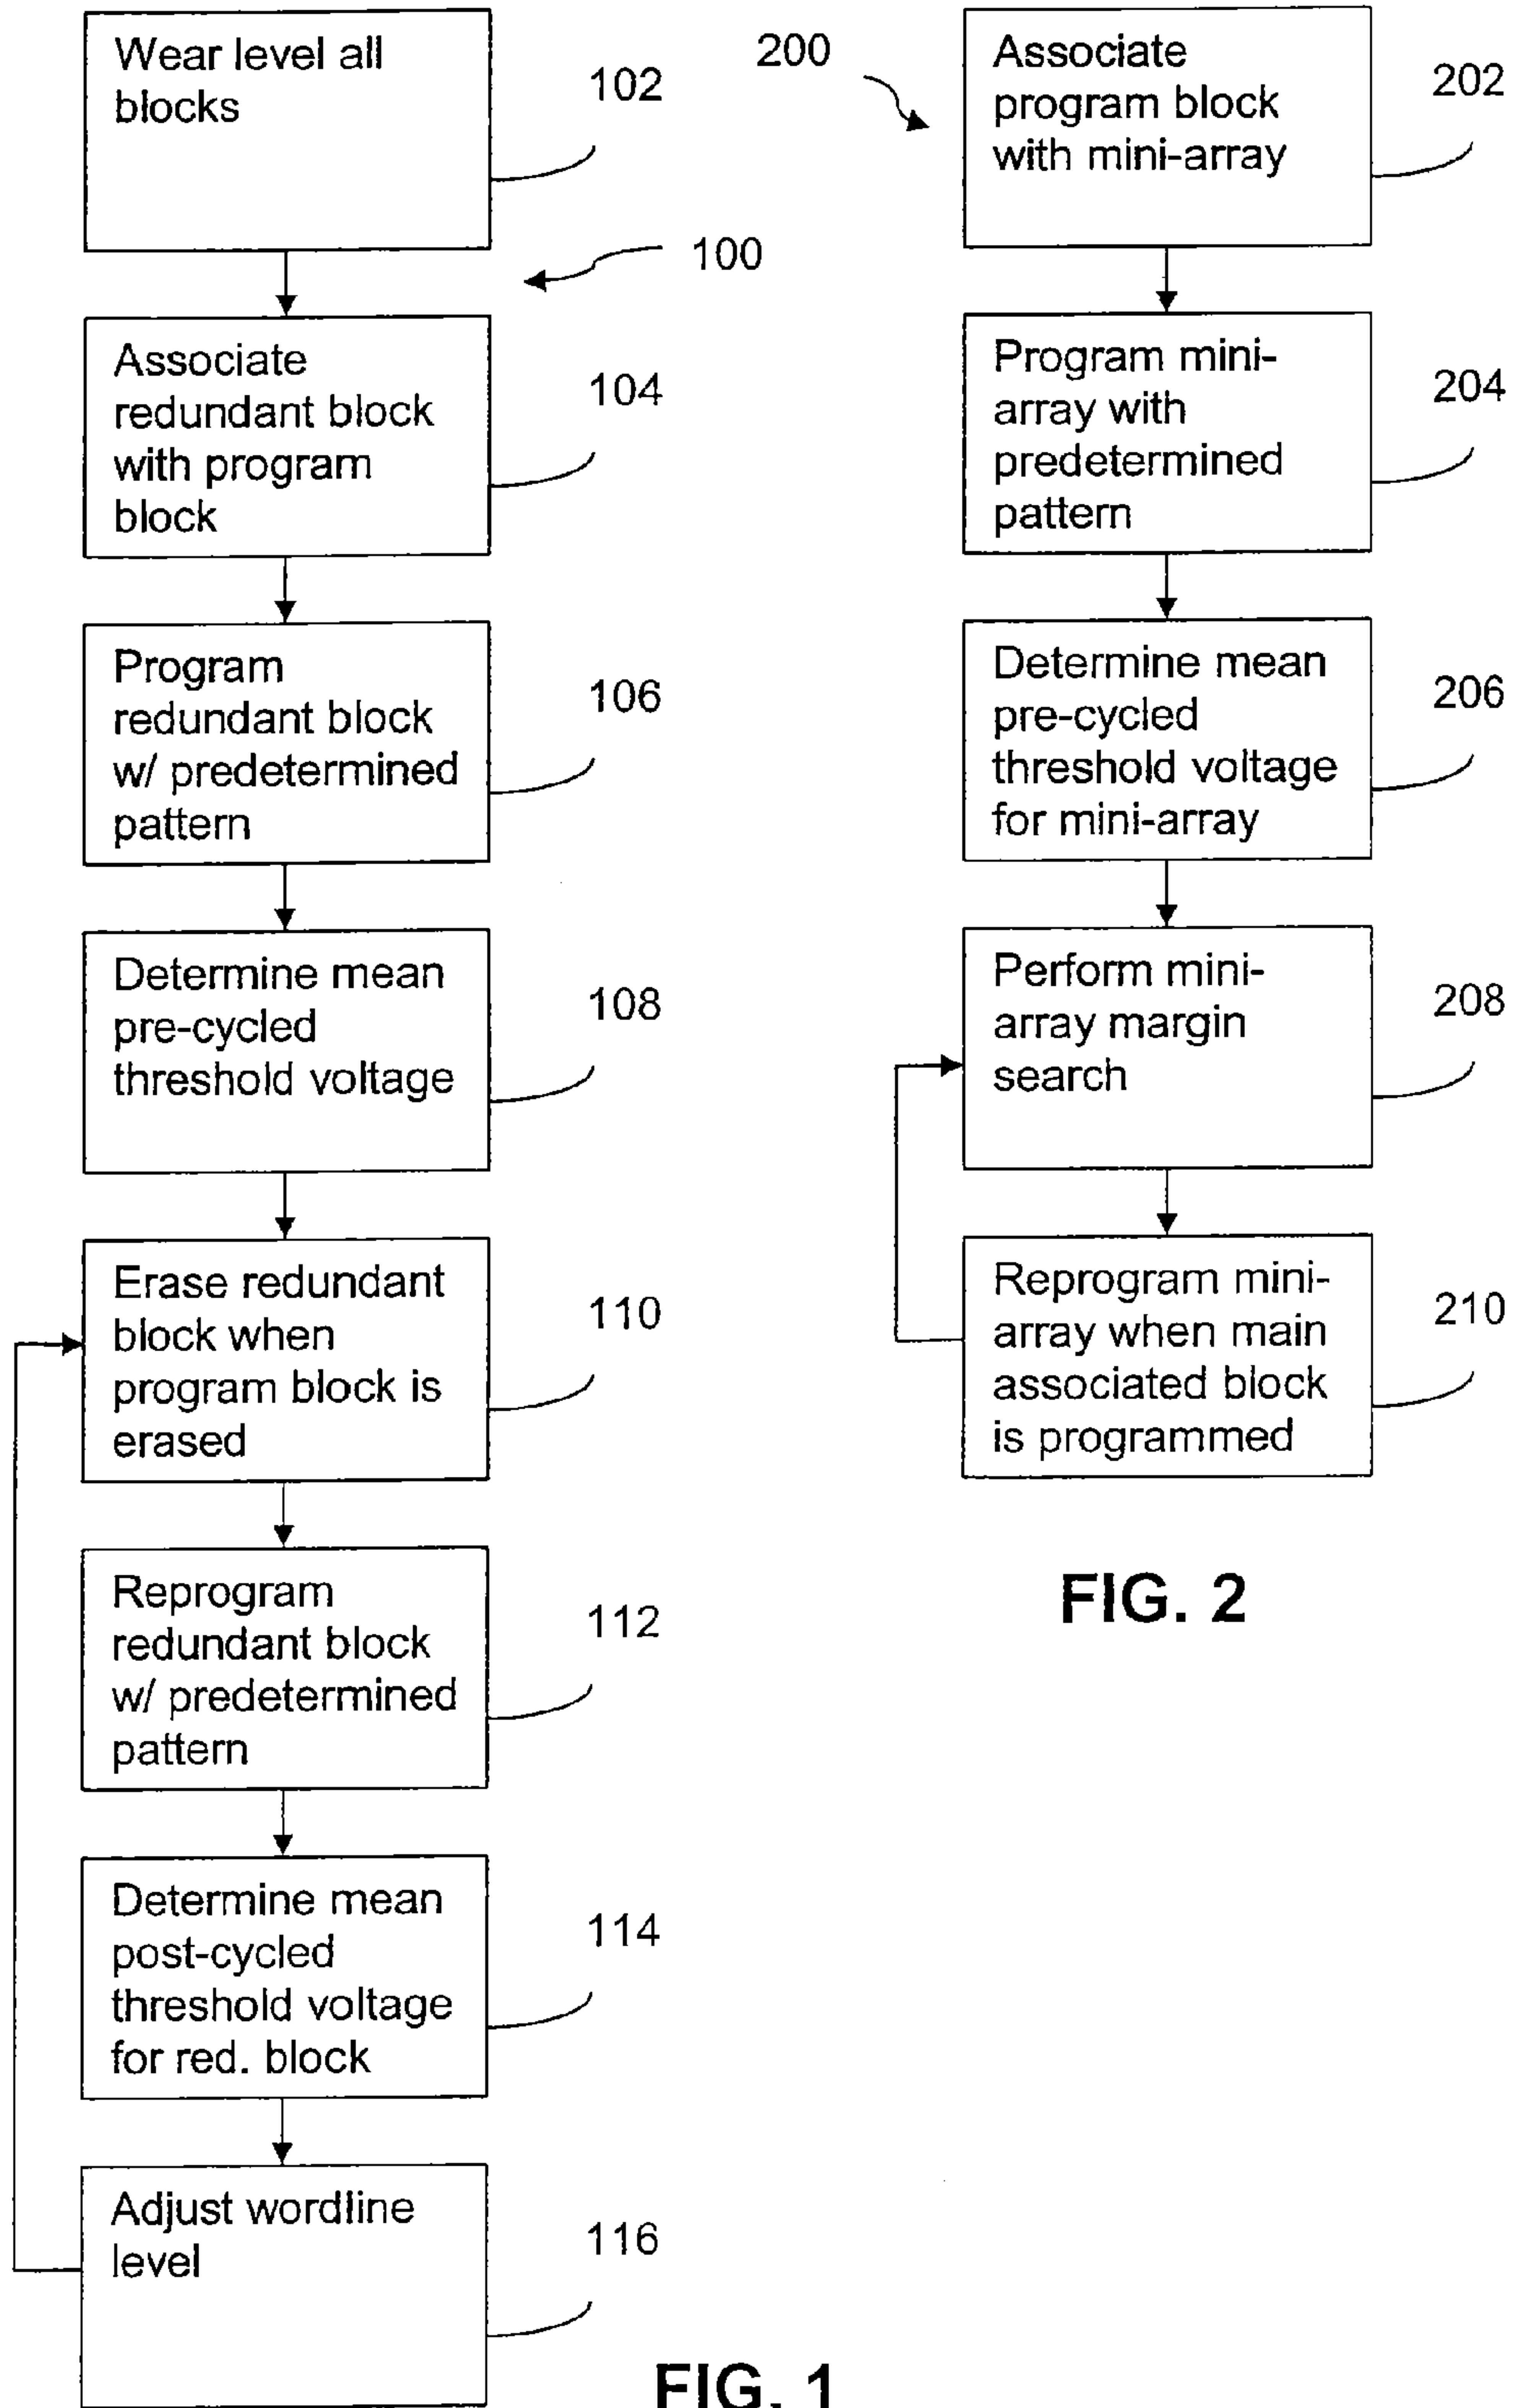 Wear level all
blocks
102
100
Associate
redundant block
with program
block
104
Program
redundant block
w/ predetermined
pattern
106
Determine mean
pre-cycled
threshold voltage
108
Erase redundant
block when
program block is
erased
110
Reprogram
redundant block
w/ predetermined
pattern
112
Determine mean
post-cycled
threshold voltage
for red. block
114
Adjust wordline
level
116
FIG. 1
200
Associate
program block
with mini-array
202
Program mini-
array with
predetermined
pattern
204
Determine mean
pre-cycled
threshold voltage
for mini-array
206
Perform mini-
array margin
search
208
Reprogram mini-
array when main
associated block
is programmed
210
FIG. 2